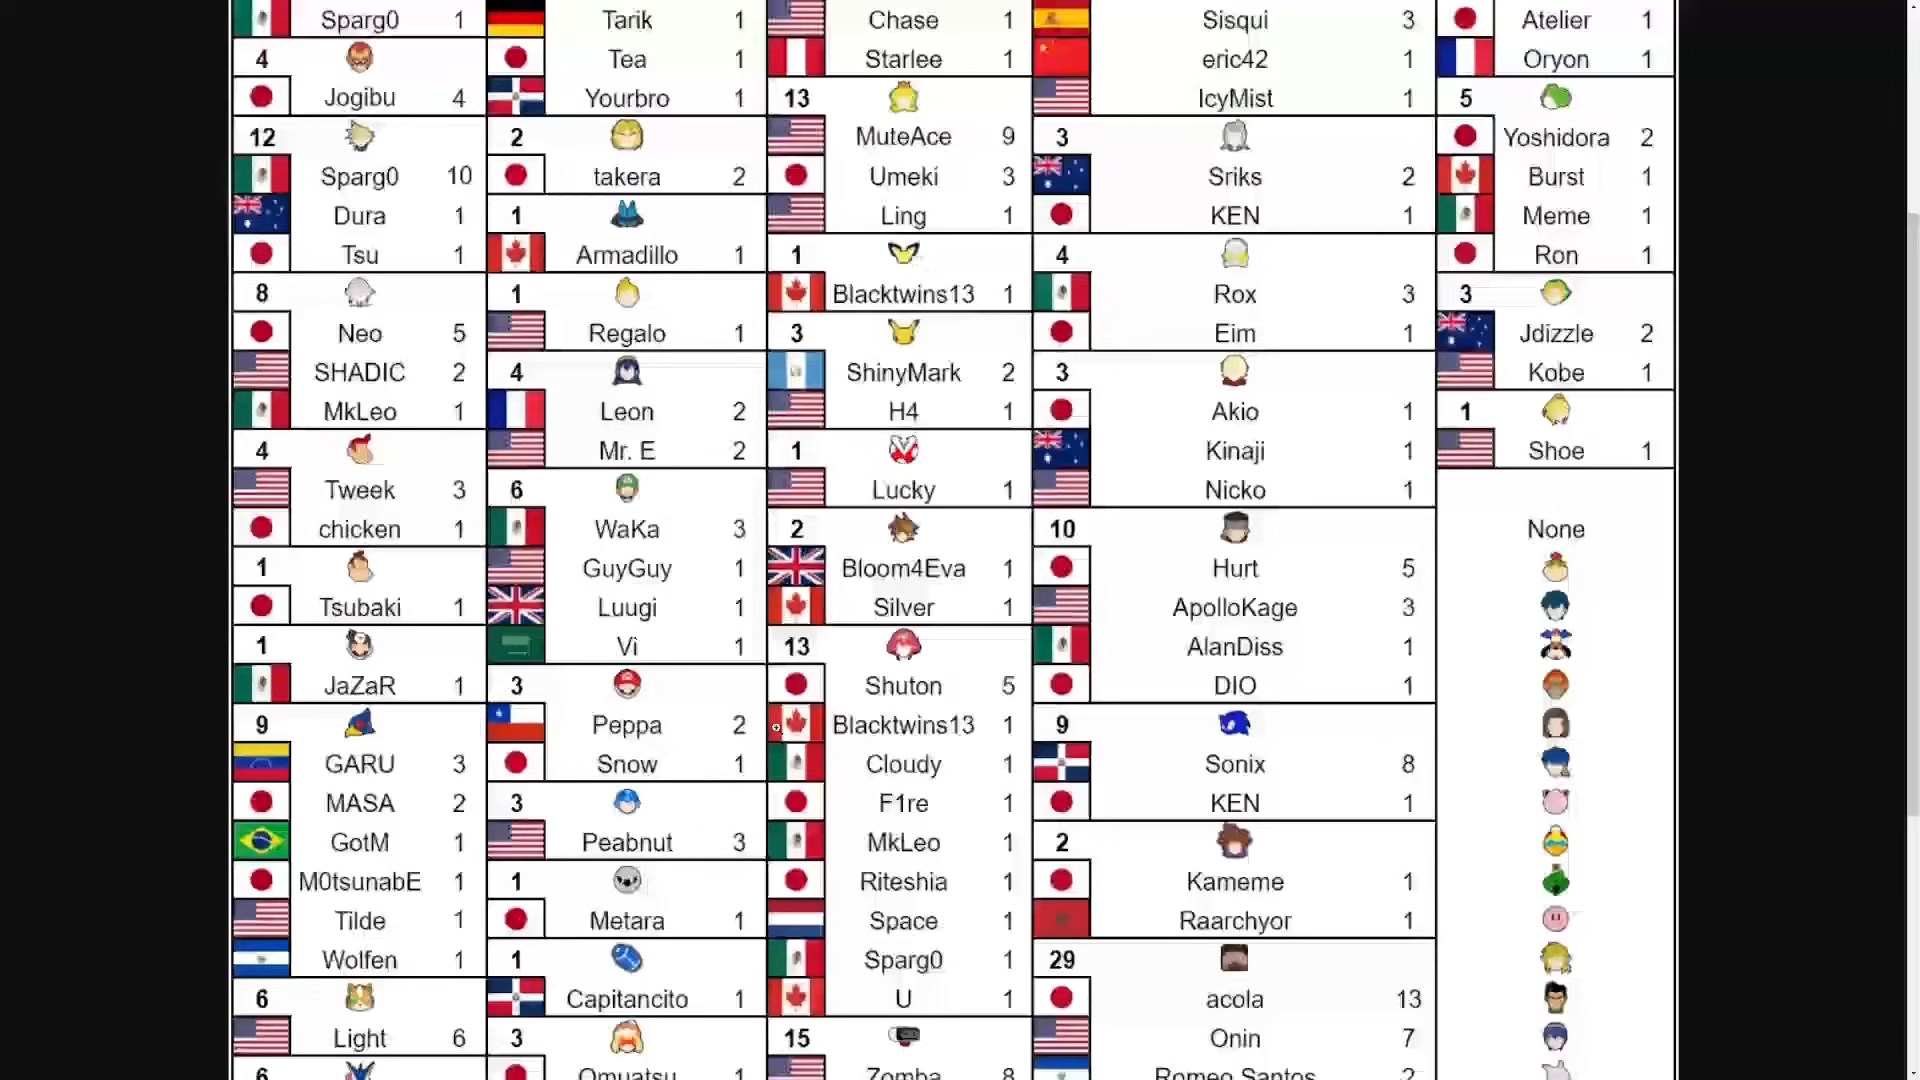 Sparg0 1
4
Jogibu 4
12
Sparg0 10
Dura 1
Tsu 1
8
Neo 5
SHADIC 2
MkLeo 1
4
Tweek 3
chicken 1
1
Tsubaki 1
1
JaZaR 1
9
GARU 3
MASA 2
GotM 1
M0tsunabE 1
Tilde 1
Wolfen 1
6
Light 6
6
Tarik 1
Tea 1
Yourbro 1
2
takera 2
1
Armadillo 1
1
Regalo 1
4
Leon 2
Mr. E 2
6
WaKa 3
GuyGuy 1
Luugi 1
Vi 1
3
Peppa 2
Snow 1
3
Peabnut 3
1
Metara 1
1
Capitancito 1
3
Omuatsu 1
Chase 1
Starlee 1
13
MuteAce 9
Umeki 3
Ling 1
1
Blacktwins13 1
3
ShinyMark 2
H4 1
1
Lucky 1
2
Bloom4Eva 1
Silver 1
13
Shuton 5
Blacktwins13 1
Cloudy 1
F1re 1
MkLeo 1
Riteshia 1
Space 1
Sparg0 1
U 1
15
Zomba 8
Sisqui 3
eric42 1
IcyMist 1
3
Sriks 2
KEN 1
4
Rox 3
Eim 1
3
Akio 1
Kinaji 1
Nicko 1
10
Hurt 5
ApolloKage 3
AlanDiss 1
DIO 1
9
Sonix 8
KEN 1
2
Kameme 1
Raarchyor 1
29
acola 13
Onin 7
Romeo Santos 2
Atelier 1
Oryon 1
5
Yoshidora 2
Burst 1
Meme 1
Ron 1
3
Jdizzle 2
Kobe 1
1
Shoe 1
None